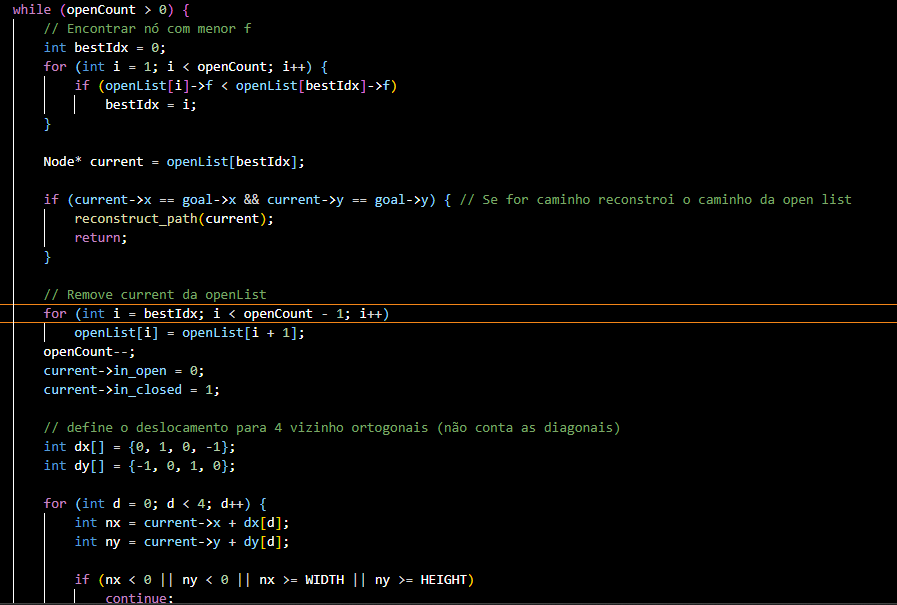 while (openCount > 0) {
    // Encontrar nó com menor f
    int bestIdx = 0;
    for (int i = 1; i < openCount; i++) {
        if (openList[i]->f < openList[bestIdx]->f)
            bestIdx = i;
    }

    Node* current = openList[bestIdx];

    if (current->x == goal->x && current->y == goal->y) { // Se for caminho reconstroi o caminho da open list
        reconstruct_path(current);
        return;
    }

    // Remove current da openList
    for (int i = bestIdx; i < openCount - 1; i++)
        openList[i] = openList[i + 1];
    openCount--;
    current->in_open = 0;
    current->in_closed = 1;

    // define o deslocamento para 4 vizinho ortogonais (não conta as diagonais)
    int dx[] = {0, 1, 0, -1};
    int dy[] = {-1, 0, 1, 0};

    for (int d = 0; d < 4; d++) {
        int nx = current->x + dx[d];
        int ny = current->y + dy[d];

        if (nx < 0 || ny < 0 || nx >= WIDTH || ny >= HEIGHT)
            continue;